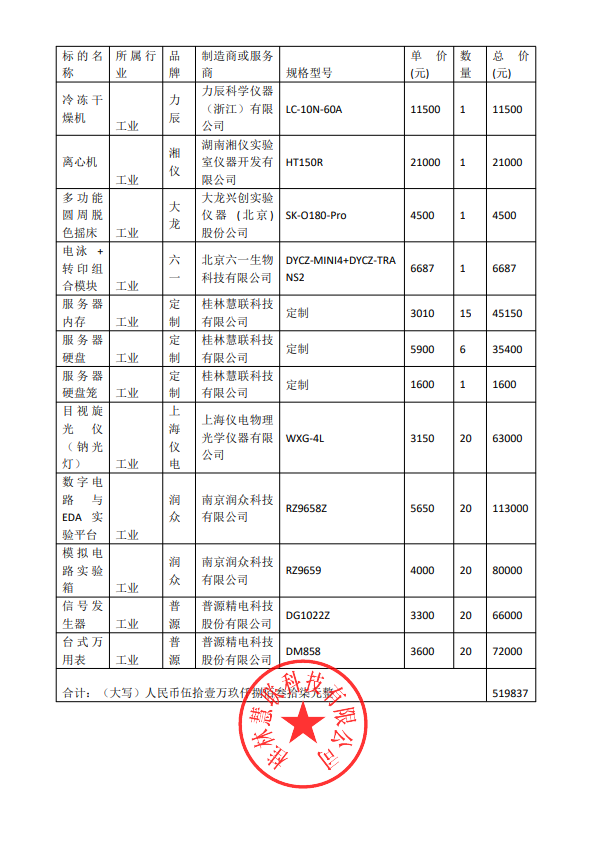 标的名 所属行 品 制造商或服务 单价 数 总价
称 业 牌 商 规格型号 (元) 量 (元)
冷冻干 力 力辰科学仪器
燥机 工业 辰 （浙江）有限 LC-10N-60A 11500 1 11500
公司
离心机 工业 湘 湖南湘仪实验 HT150R 21000 1 21000
仪 室仪器开发有
限公司
多功能 大 大龙兴创实验
圆周脱 工业 龙 仪器 (北京) SK-O180-Pro 4500 1 4500
色摇床 股份公司
电泳 + 六 北京六一生物 DYCZ-MINI4+DYCZ-TRA
转印组 工业 一 科技有限公司 NS2 6687 1 6687
合模块
服务器 定 桂林慧联科技 定制 3010 15 45150
内存 工业 制 有限公司
服务器 定 桂林慧联科技 定制 5900 6 35400
硬盘 工业 制 有限公司
服务器 定 桂林慧联科技 定制 1600 1 1600
硬盘笼 工业 制 有限公司
目视旋 上 上海仪电物理
光仪 海 光学仪器有限 WXG-4L 3150 20 63000
（钠光 仪 公司
灯） 工业 电
数字电 润 南京润众科技 RZ9658Z 5650 20 113000
路与 众 有限公司
EDA 实
验平台 工业
模拟电 润 南京润众科技 RZ9659 4000 20 80000
路实验 众 有限公司
箱 工业
信号发 普 普源精电科技 DG1022Z 3300 20 66000
生器 工业 源 股份有限公司
台式万 普 普源精电科技 DM858 3600 20 72000
用表 工业 源 股份有限公司
合计：（大写）人民币伍拾壹万玖仟捌佰叁拾柒元整 519837
桂林慧联科技有限公司